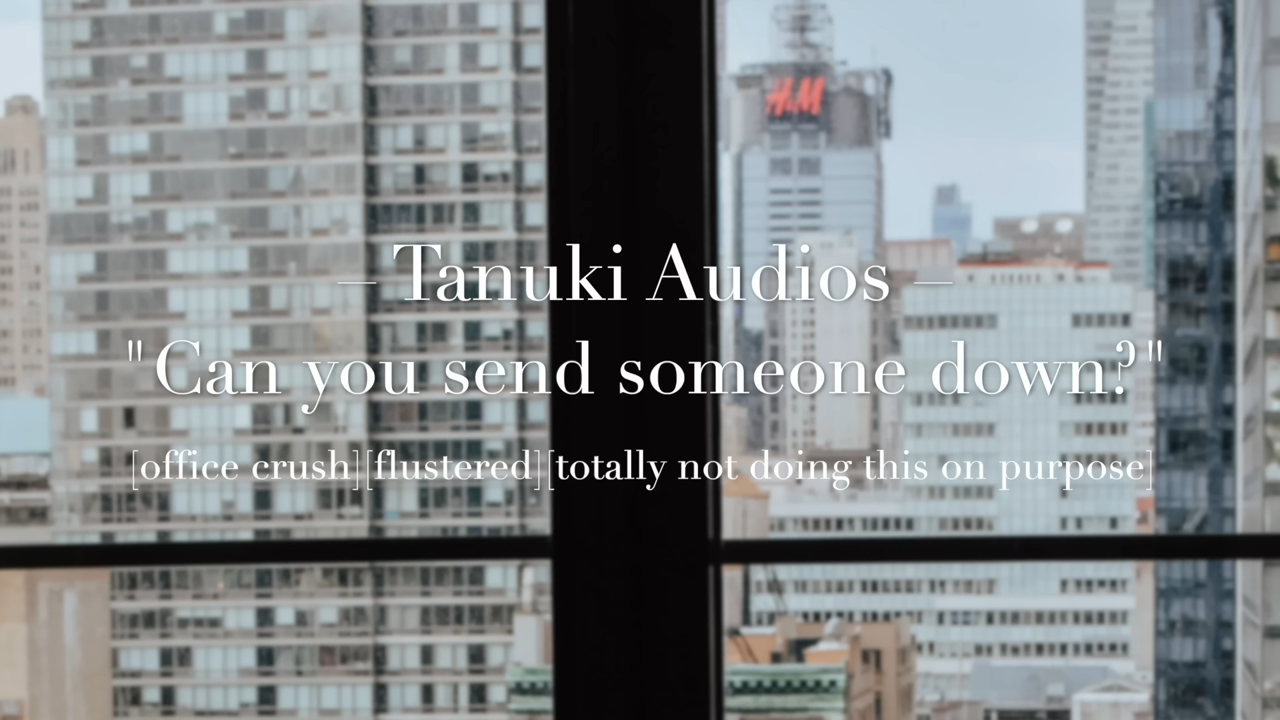 H&M
– Tanuki Audios –
"Can you send someone down?"
[office crush][flustered][totally not doing this on purpose]